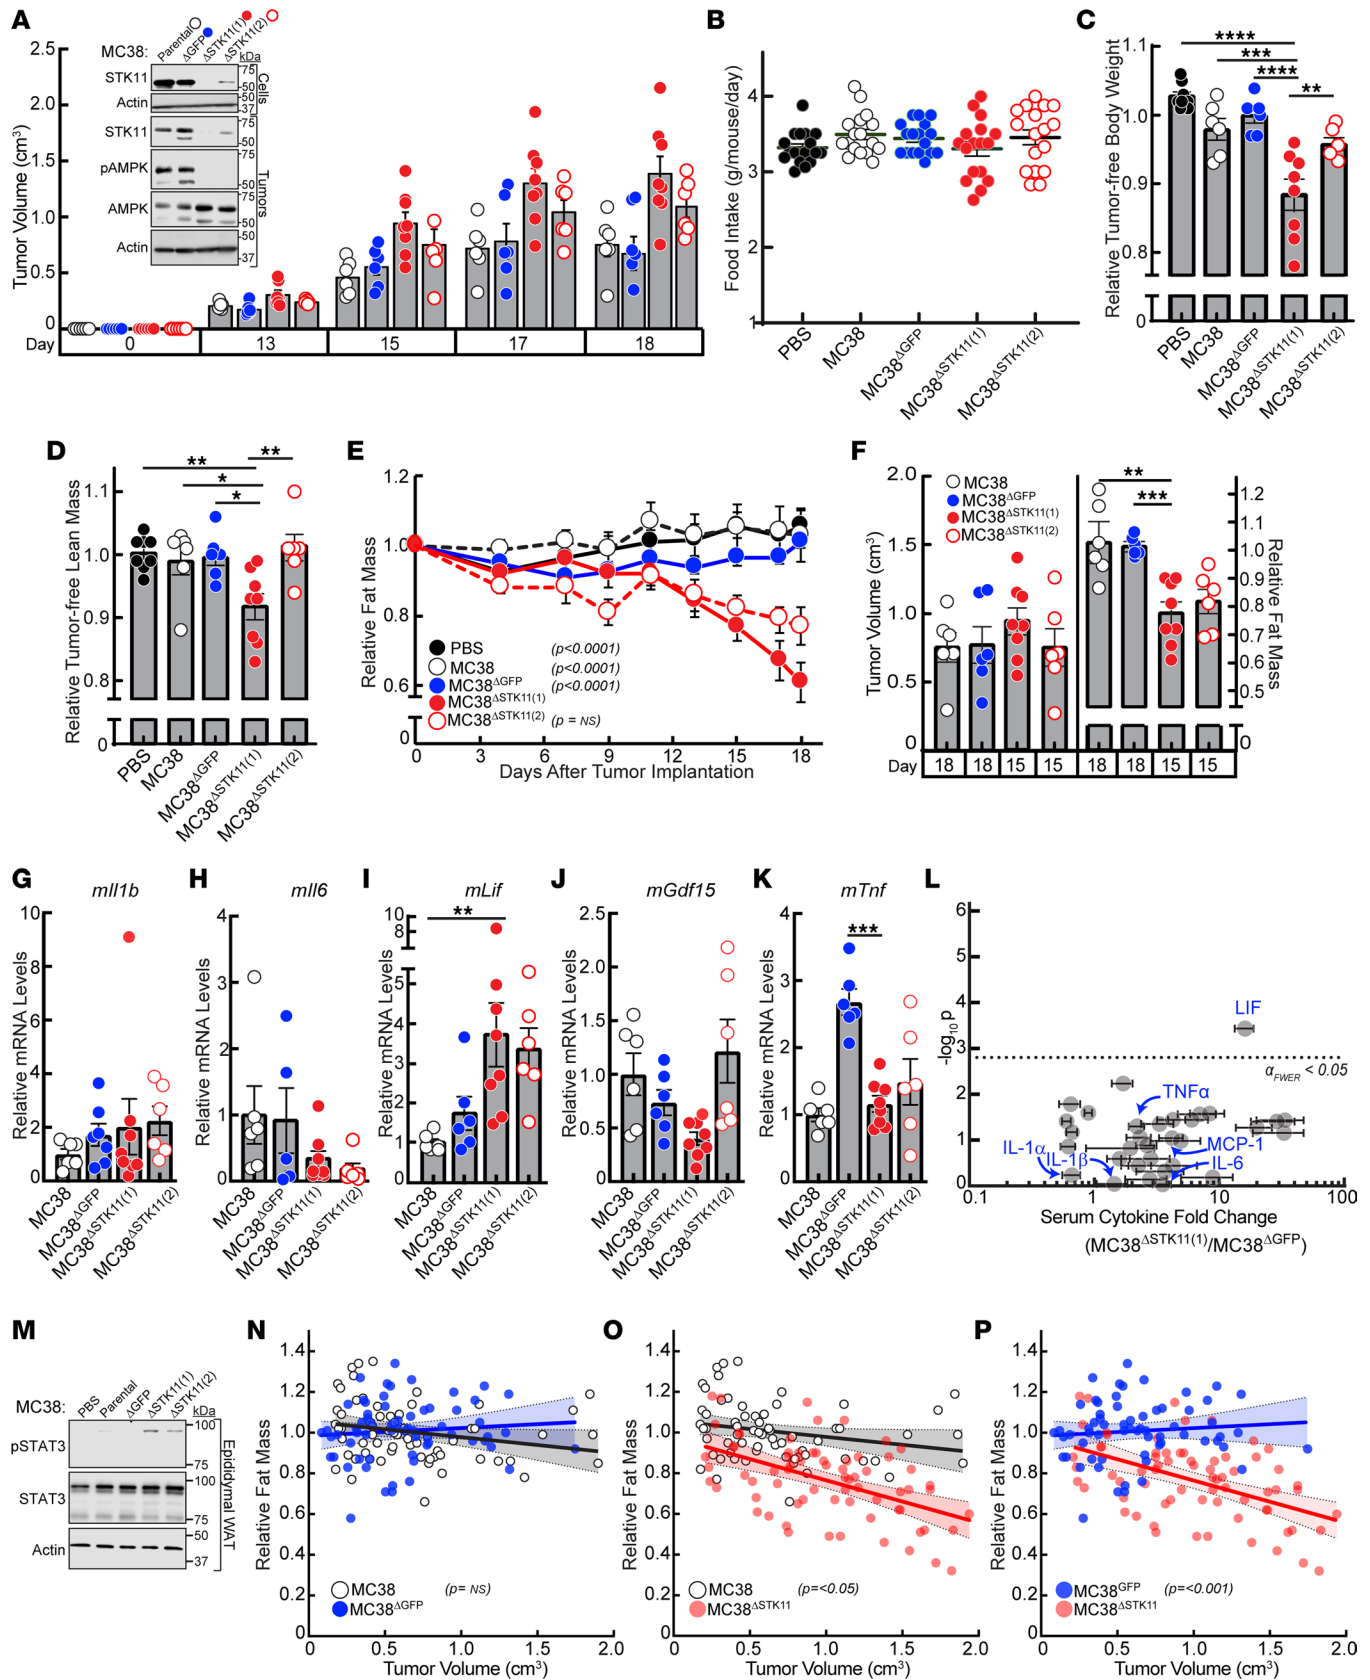 A
MC38:
Parental
ΔGFP
ΔSTK11(1)
ΔSTK11(2)
kDa
STK11
75
50
Actin
50
37
Cells
STK11
75
50
pAMPK
50
AMPK
75
50
Actin
37
Tumors
Tumor Volume (cm³)
2.5
2.0
1.5
1.0
0.5
0
Day
0
13
15
17
18
B
Food Intake (g/mouse/day)
4
3
2
1
PBS
MC38
MC38ΔGFP
MC38ΔSTK11(1)
MC38ΔSTK11(2)
C
Relative Tumor-free Body Weight
1.1
1.0
0.9
0.8
0
****
***
****
**
PBS
MC38
MC38ΔGFP
MC38ΔSTK11(1)
MC38ΔSTK11(2)
D
Relative Tumor-free Lean Mass
1.1
1.0
0.9
0.8
0
**
**
*
*
PBS
MC38
MC38ΔGFP
MC38ΔSTK11(1)
MC38ΔSTK11(2)
E
Relative Fat Mass
1.2
1.0
0.8
0.6
0
PBS (p<0.0001)
MC38 (p<0.0001)
MC38ΔGFP (p<0.0001)
MC38ΔSTK11(1)
MC38ΔSTK11(2) (p = NS)
0 3 6 9 12 15 18
Days After Tumor Implantation
F
MC38
MC38ΔGFP
MC38ΔSTK11(1)
MC38ΔSTK11(2)
Tumor Volume (cm³)
2.0
1.5
1.0
0.5
0
**
***
1.2
1.1
1.0
0.9
0.8
0.7
0.6
0.5
0
Relative Fat Mass
Day 18 18 15 15 18 18 15 15
G
mIl1b
Relative mRNA Levels
10
8
6
4
2
0
MC38
MC38ΔGFP
MC38ΔSTK11(1)
MC38ΔSTK11(2)
H
mIl6
Relative mRNA Levels
4
3
2
1
0
MC38
MC38ΔGFP
MC38ΔSTK11(1)
MC38ΔSTK11(2)
I
mLif
Relative mRNA Levels
10
8
5
4
3
2
1
0
**
MC38
MC38ΔGFP
MC38ΔSTK11(1)
MC38ΔSTK11(2)
J
mGdf15
Relative mRNA Levels
2.5
2.0
1.5
1.0
0.5
0
MC38
MC38ΔGFP
MC38ΔSTK11(1)
MC38ΔSTK11(2)
K
mTnf
Relative mRNA Levels
4
3
2
1
0
***
MC38
MC38ΔGFP
MC38ΔSTK11(1)
MC38ΔSTK11(2)
L
-log10 p
6
5
4
3
2
1
0
LIF
αFWER < 0.05
TNFα
MCP-1
IL-1α
IL-1β
IL-6
0.1 1 10 100
Serum Cytokine Fold Change
(MC38ΔSTK11(1)/MC38ΔGFP)
M
MC38:
PBS
Parental
ΔGFP
ΔSTK11(1)
ΔSTK11(2)
kDa
pSTAT3
100
75
STAT3
100
75
Actin
50
37
Epididymal WAT
N
Relative Fat Mass
1.4
1.2
1.0
0.8
0.6
0.4
0.2
0
MC38 (p= NS)
MC38ΔGFP
0 0.5 1.0 1.5 2.0
Tumor Volume (cm³)
O
Relative Fat Mass
1.4
1.2
1.0
0.8
0.6
0.4
0.2
0
MC38 (p=<0.05)
MC38ΔSTK11
0 0.5 1.0 1.5 2.0
Tumor Volume (cm³)
P
Relative Fat Mass
1.4
1.2
1.0
0.8
0.6
0.4
0.2
0
MC38GFP (p=<0.001)
MC38ΔSTK11
0 0.5 1.0 1.5 2.0
Tumor Volume (cm³)